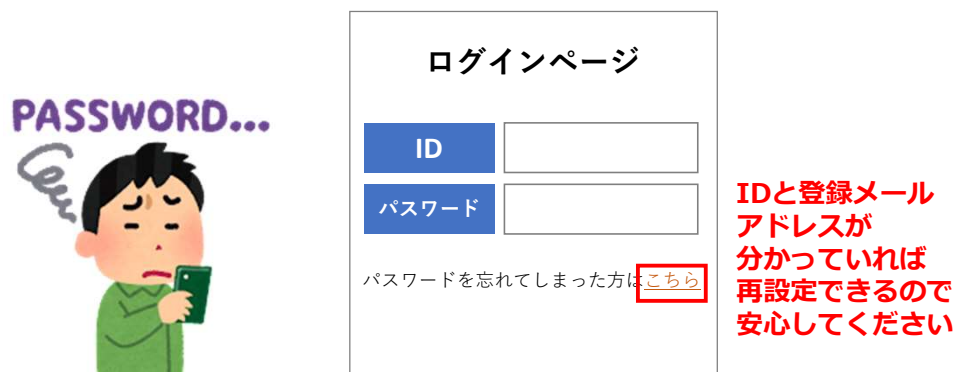 PASSWORD...
ログインページ
ID
パスワード
パスワードを忘れてしまった方はこちら
IDと登録メール
アドレスが
分かっていれば
再設定できるので
安心してください